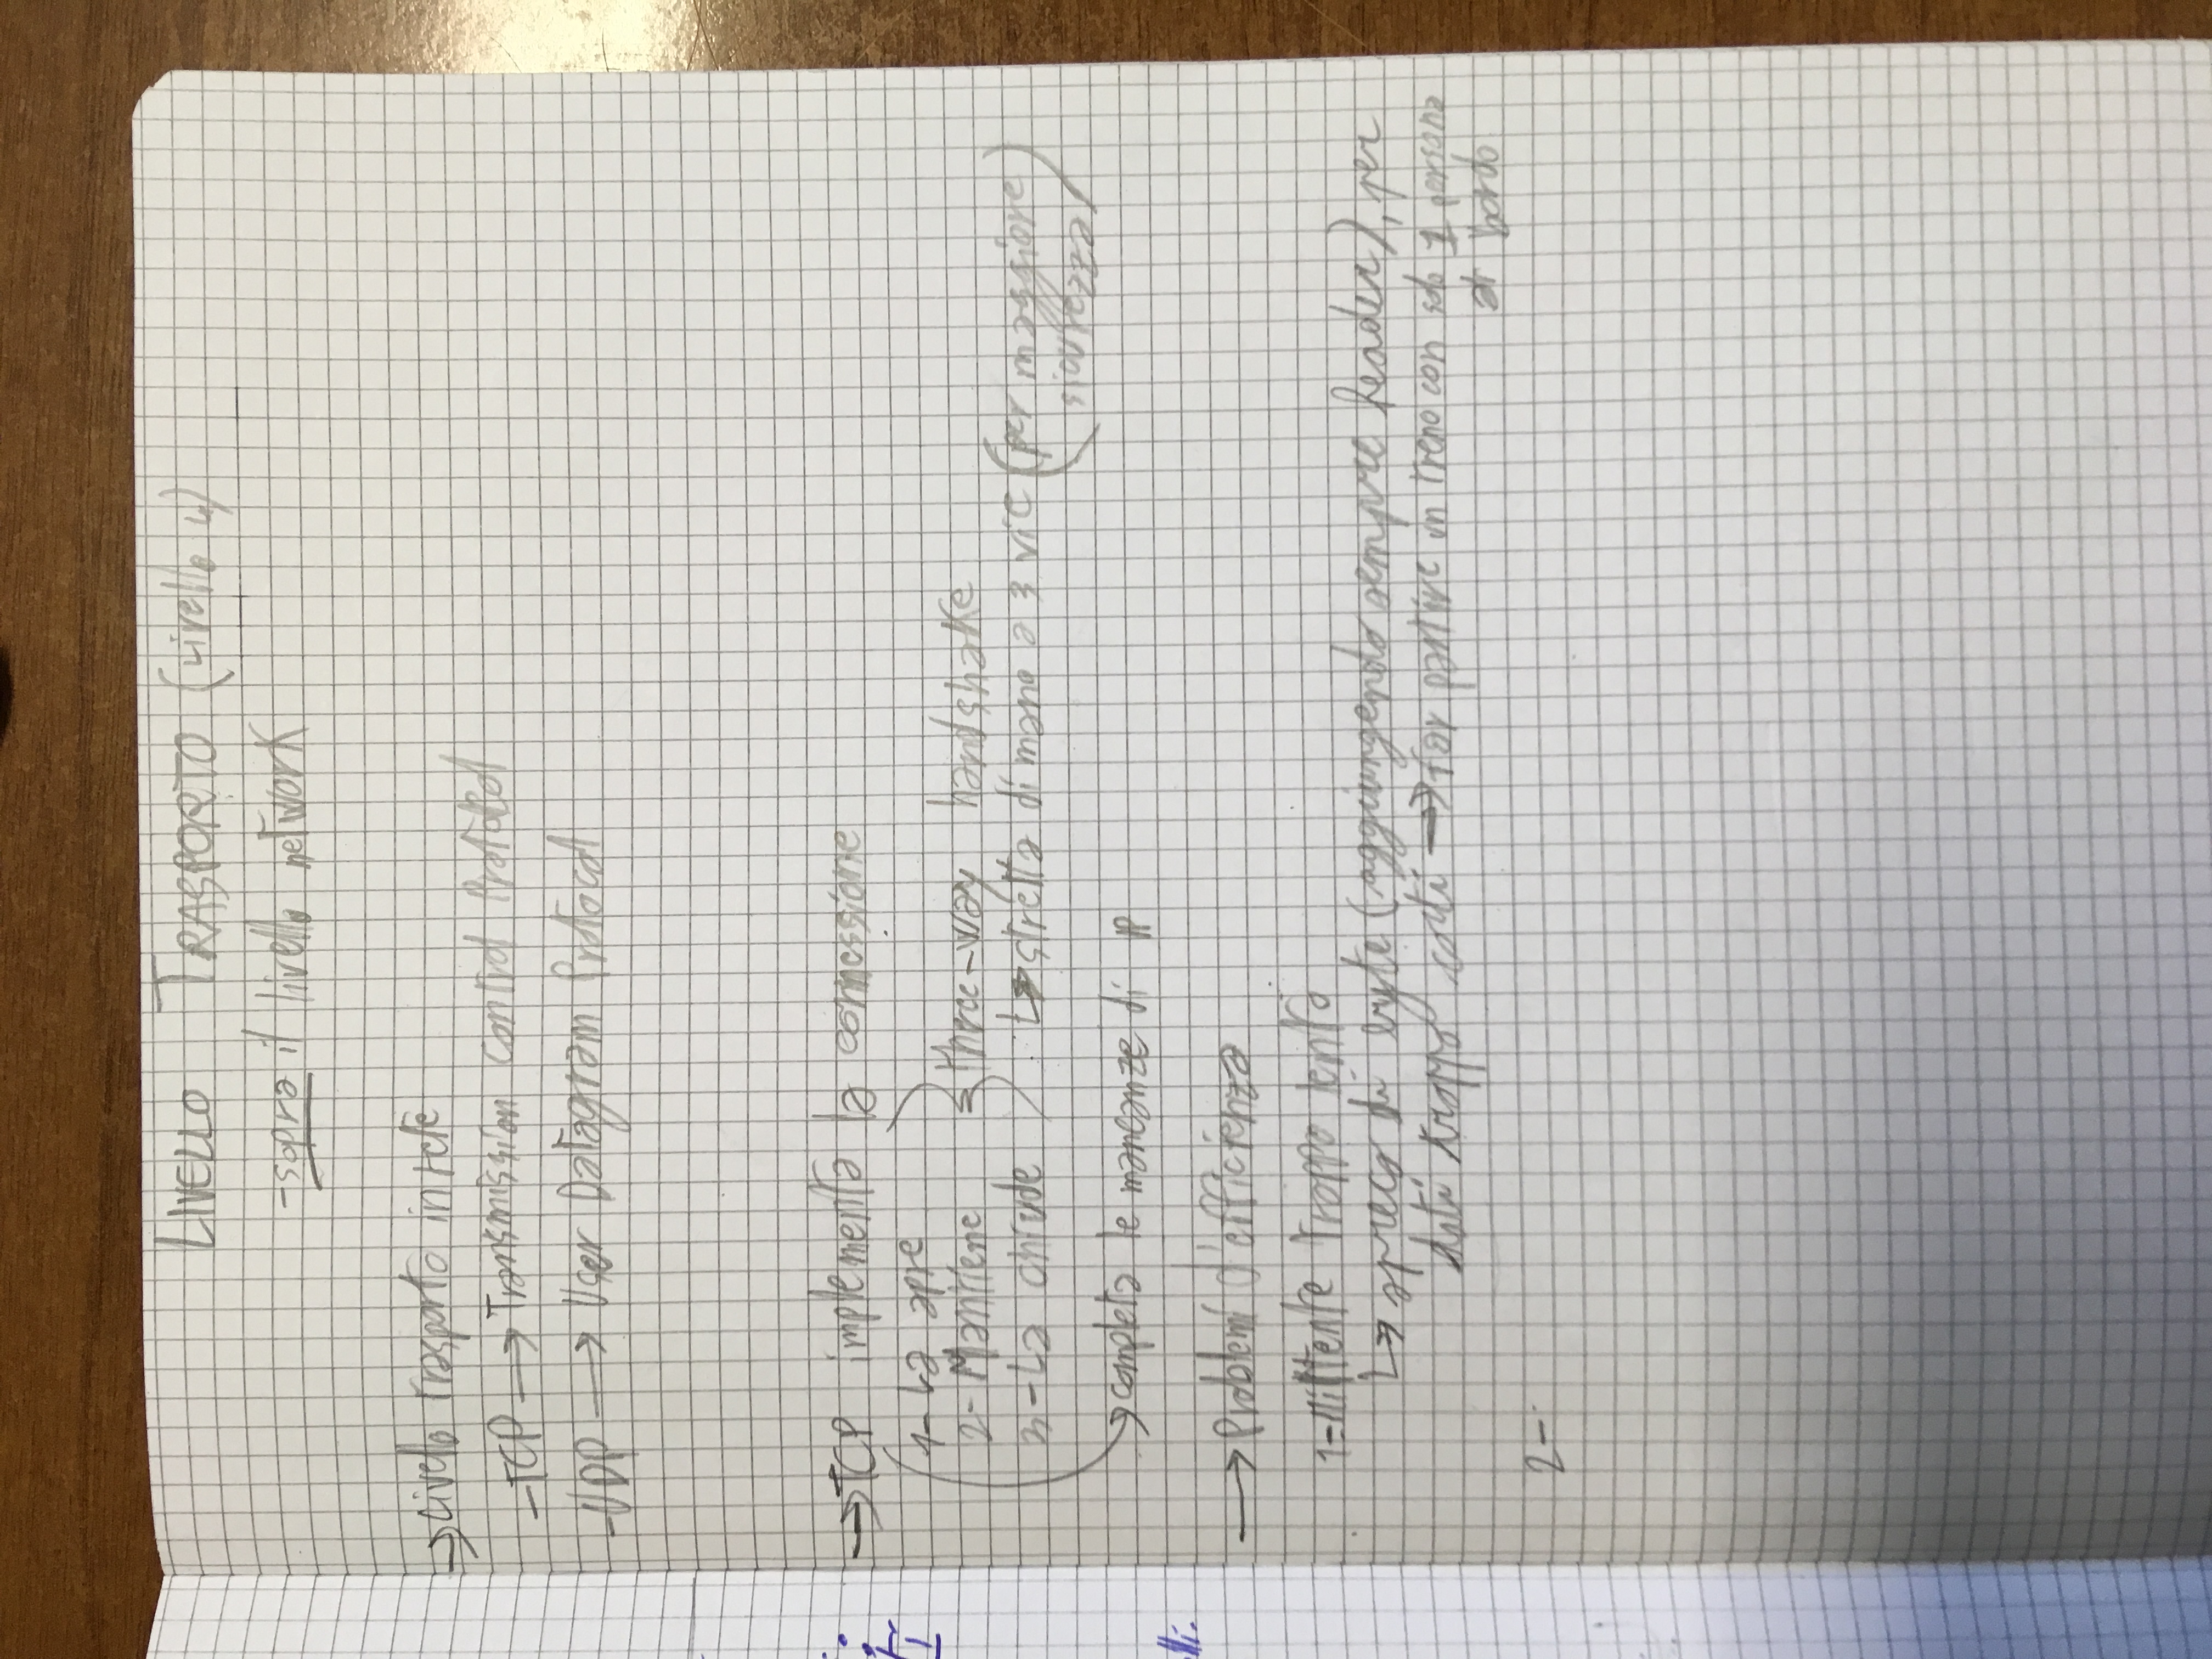 LIVELLO TRASPORTO (Livello 4)
-sopra il livello network
→Livello trasporto in rete
-TCP → Transmission Control Protocol
-UDP → User Datagram Protocol
→TCP implementa la connessione
1- La apre
2- Mantiene
three-way handshake
3- La chiude
↳ stretta di mano a 3 vie (per maggiore
sicurezza)
→completa le mancanze di IP
→ Problemi d'efficienza
1-Mittente troppo lento
↳ spreco di byte (aggiungendo sempre header), per
dati troppo corti → far partire un treno con solo 1 persona
a bordo
2-